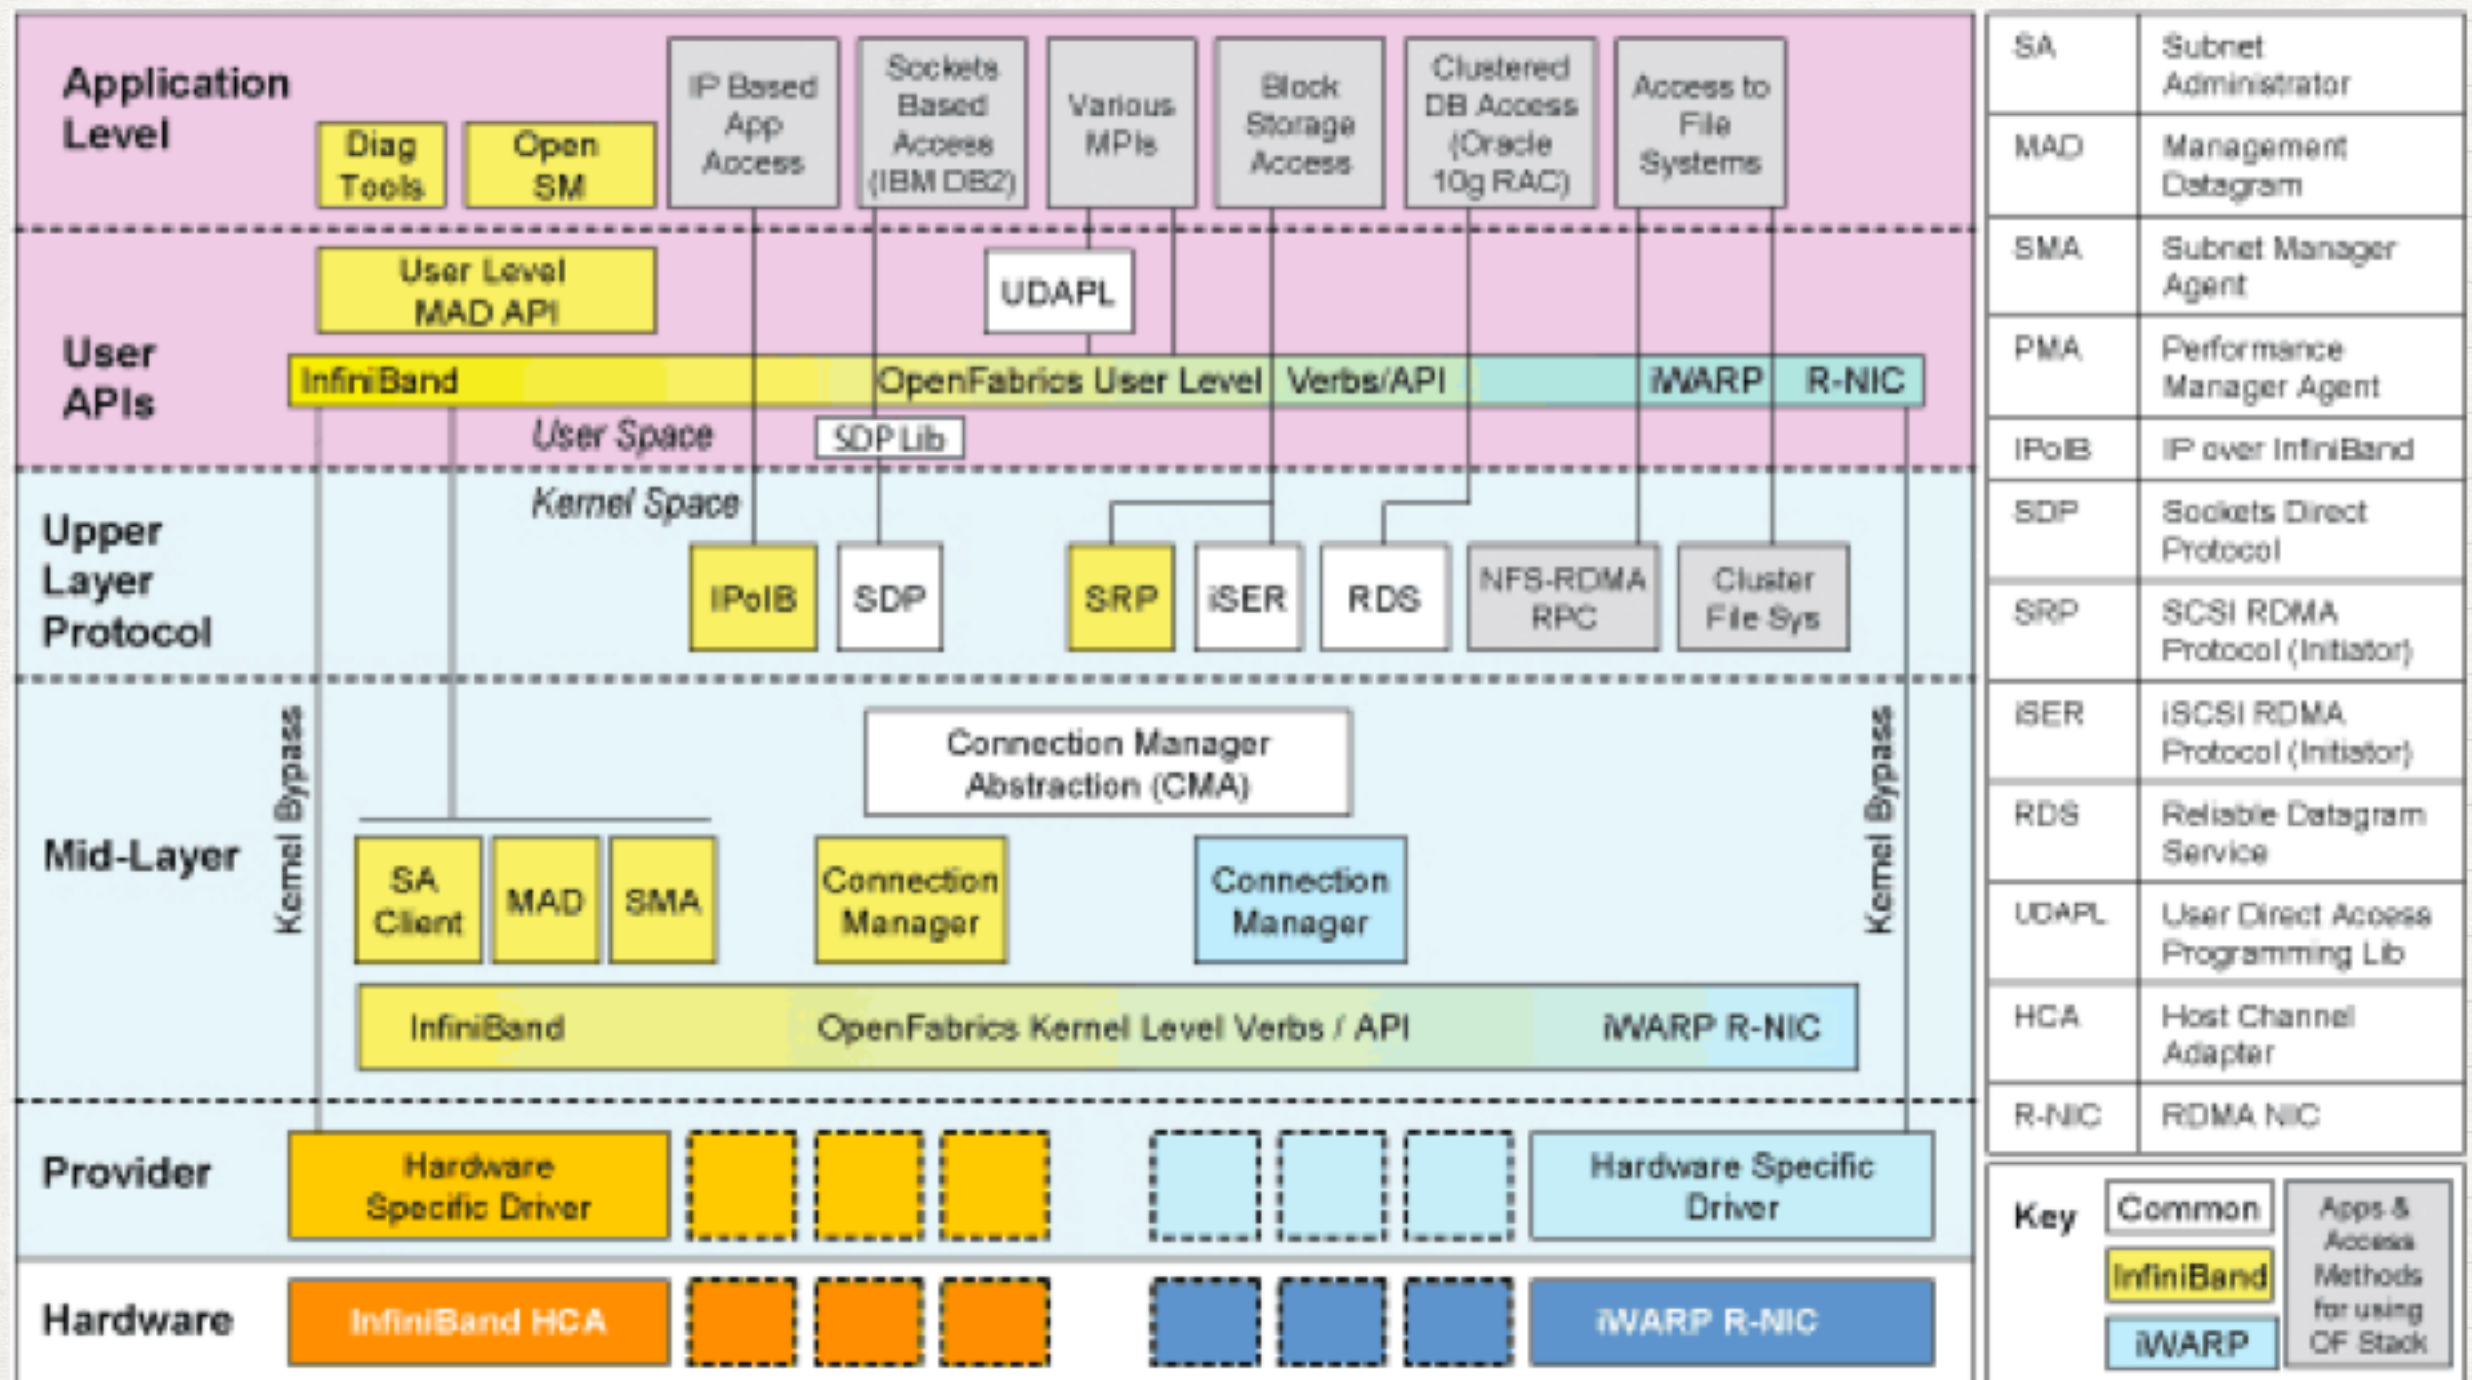 Application
Level
Diag
Tools
Open
SM
IP Based
App
Access
Sockets
Based
Access
(IBM DB2)
Various
MPIs
Block
Storage
Access
Clustered
DB Access
(Oracle
10g RAC)
Access to
File
Systems
User
APIs
User Level
MAD API
UDAPL
InfiniBand
OpenFabrics User Level Verbs/API
iWARP R-NIC
User Space
SDP Lib
Kernel Space
Upper
Layer
Protocol
IPoIB
SDP
SRP
iSER
RDS
NFS-RDMA
RPC
Cluster
File Sys
Mid-Layer
Kernel Bypass
Connection Manager
Abstraction (CMA)
Kernel Bypass
SA
Client
MAD
SMA
Connection
Manager
Connection
Manager
InfiniBand
OpenFabrics Kernel Level Verbs / API
iWARP R-NIC
Provider
Hardware
Specific Driver
Hardware Specific
Driver
Hardware
InfiniBand HCA
iWARP R-NIC
SA Subnet
Administrator
MAD Management
Datagram
SMA Subnet Manager
Agent
PMA Performance
Manager Agent
IPoIB IP over InfiniBand
SDP Sockets Direct
Protocol
SRP SCSI RDMA
Protocol (Initiator)
iSER iSCSI RDMA
Protocol (Initiator)
RDS Reliable Datagram
Service
UDAPL User Direct Access
Programming Lib
HCA Host Channel
Adapter
R-NIC RDMA NIC
Key
Common
InfiniBand
iWARP
Apps &
Access
Methods
for using
OF Stack